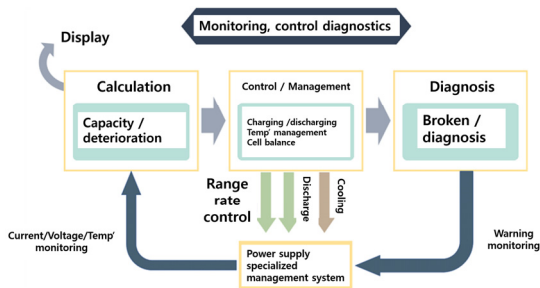 Monitoring, control diagnostics
Display
Calculation
Capacity /
deterioration
Control / Management
Charging /discharging
Temp' management
Cell balance
Diagnosis
Broken /
diagnosis
Range
rate
control
Discharge
Cooling
Current/Voltage/Temp'
monitoring
Warning
monitoring
Power supply
specialized
management system